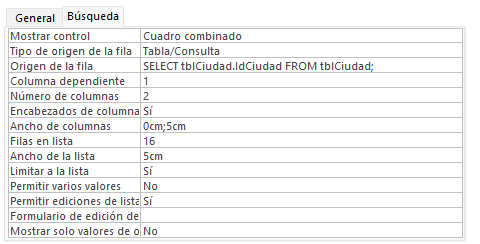 General Búsqueda
Mostrar control Cuadro combinado
Tipo de origen de la fila Tabla/Consulta
Origen de la fila SELECT tblCiudad.IdCiudad FROM tblCiudad;
Columna dependiente 1
Número de columnas 2
Encabezados de columna Sí
Ancho de columnas 0cm;5cm
Filas en lista 16
Ancho de la lista 5cm
Limitar a la lista Sí
Permitir varios valores No
Permitir ediciones de lista Sí
Formulario de edición de
Mostrar solo valores de o No